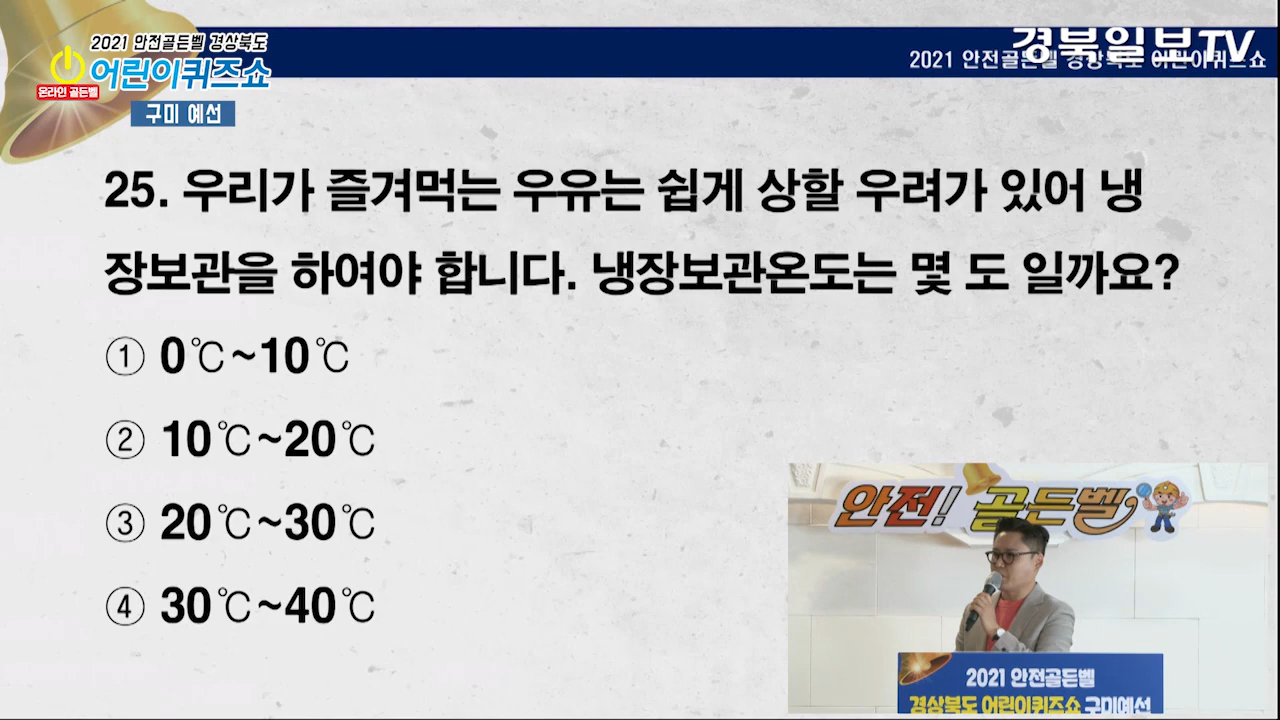 2021 안전골든벨 경상북도
어린이퀴즈쇼
온라인 골든벨
구미 예선
경북일보TV
2021 안전골든벨 경상북도 어린이퀴즈쇼
25. 우리가 즐겨먹는 우유는 쉽게 상할 우려가 있어 냉
장보관을 하여야 합니다. 냉장보관온도는 몇 도 일까요?
① 0℃~10℃
② 10℃~20℃
③ 20℃~30℃
④ 30℃~40℃
안전! 골든벨
2021 안전골든벨
경상북도 어린이퀴즈쇼 구미예선